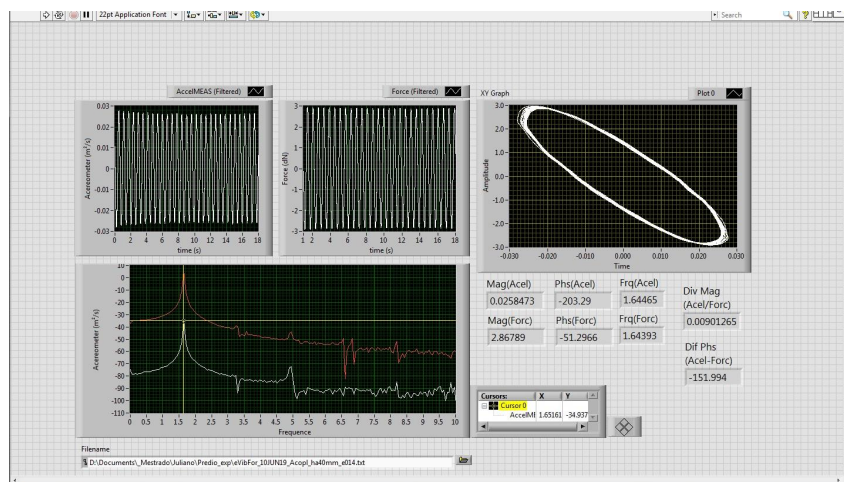 22pt Application Font
Search
AccelMEAS (Filtered)
Force (Filtered)
XY Graph
Plot 0
Acereometer (m²/s)
0.03
0.02
0.01
0
-0.01
-0.02
-0.03
0 2 4 6 8 10 12 14 16 18
time (s)
Force (dN)
3
2
1
0
-1
-2
-3
1 2 4 6 8 10 12 14 16 18
time (s)
Amplitude
3.0
2.0
1.0
0.0
-1.0
-2.0
-3.0
-0.030 -0.020 -0.010 0.000 0.010 0.020 0.030
Time
Acereometer (m²/s)
10
0
-10
-20
-30
-40
-50
-60
-70
-80
-90
-100
-110
0 0.5 1 1.5 2 2.5 3 3.5 4 4.5 5 5.5 6 6.5 7 7.5 8 8.5 9 9.5 10
Frequence
Mag(Acel) Phs(Acel) Frq(Acel)
0.0258473 -203.29 1.64465
Mag(Forc) Phs(Forc) Frq(Forc)
2.86789 -51.2966 1.64393
Div Mag
(Acel/Forc)
0.00901265
Dif Phs
(Acel-Forc)
-151.994
Cursors: X Y
Cursor 0
AccelME 1.65161 -34.937
Filename
D:\Documents\_Mestrado\Juliano\Predio_exp\eVibFor_10JUN19_Acopl_ha40mm_e014.txt